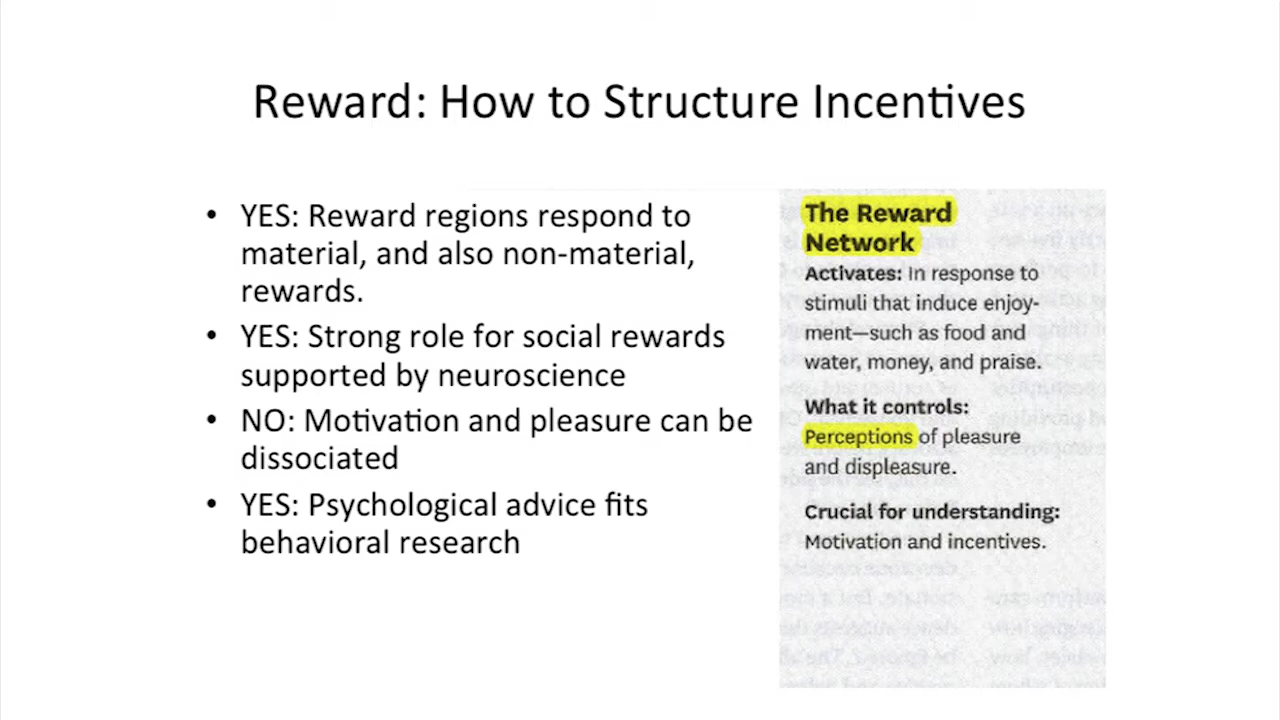 Reward: How to Structure Incentives
• YES: Reward regions respond to
material, and also non-material,
rewards.
• YES: Strong role for social rewards
supported by neuroscience
• NO: Motivation and pleasure can be
dissociated
• YES: Psychological advice fits
behavioral research
The Reward
Network
Activates: In response to
stimuli that induce enjoy-
ment—such as food and
water, money, and praise.
What it controls:
Perceptions of pleasure
and displeasure.
Crucial for understanding:
Motivation and incentives.